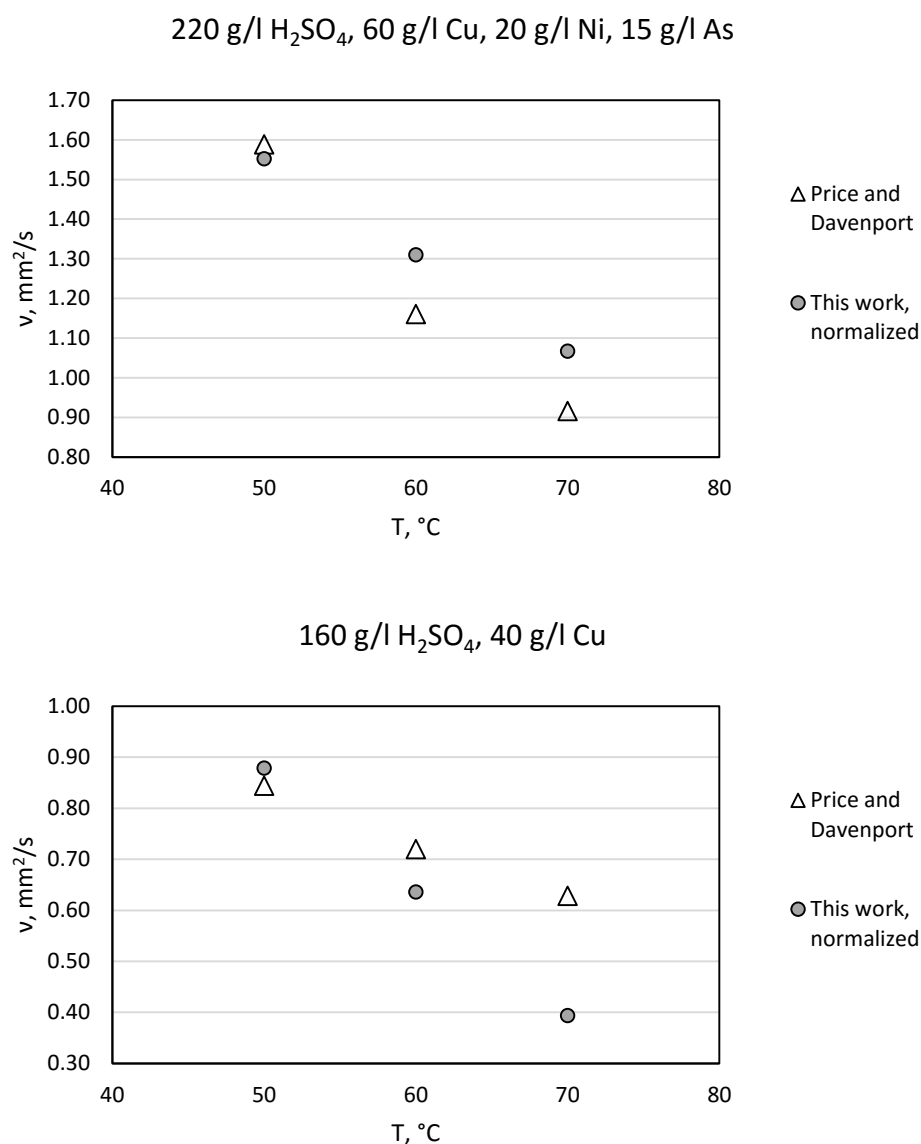 220 g/l H₂SO₄, 60 g/l Cu, 20 g/l Ni, 15 g/l As
1.70
1.60
1.50
1.40
1.30
1.20
1.10
1.00
0.90
0.80
ν, mm²/s
40 50 60 70 80
T, °C
Price and
Davenport
This work,
normalized
160 g/l H₂SO₄, 40 g/l Cu
1.00
0.90
0.80
0.70
0.60
0.50
0.40
0.30
ν, mm²/s
40 50 60 70 80
T, °C
Price and
Davenport
This work,
normalized